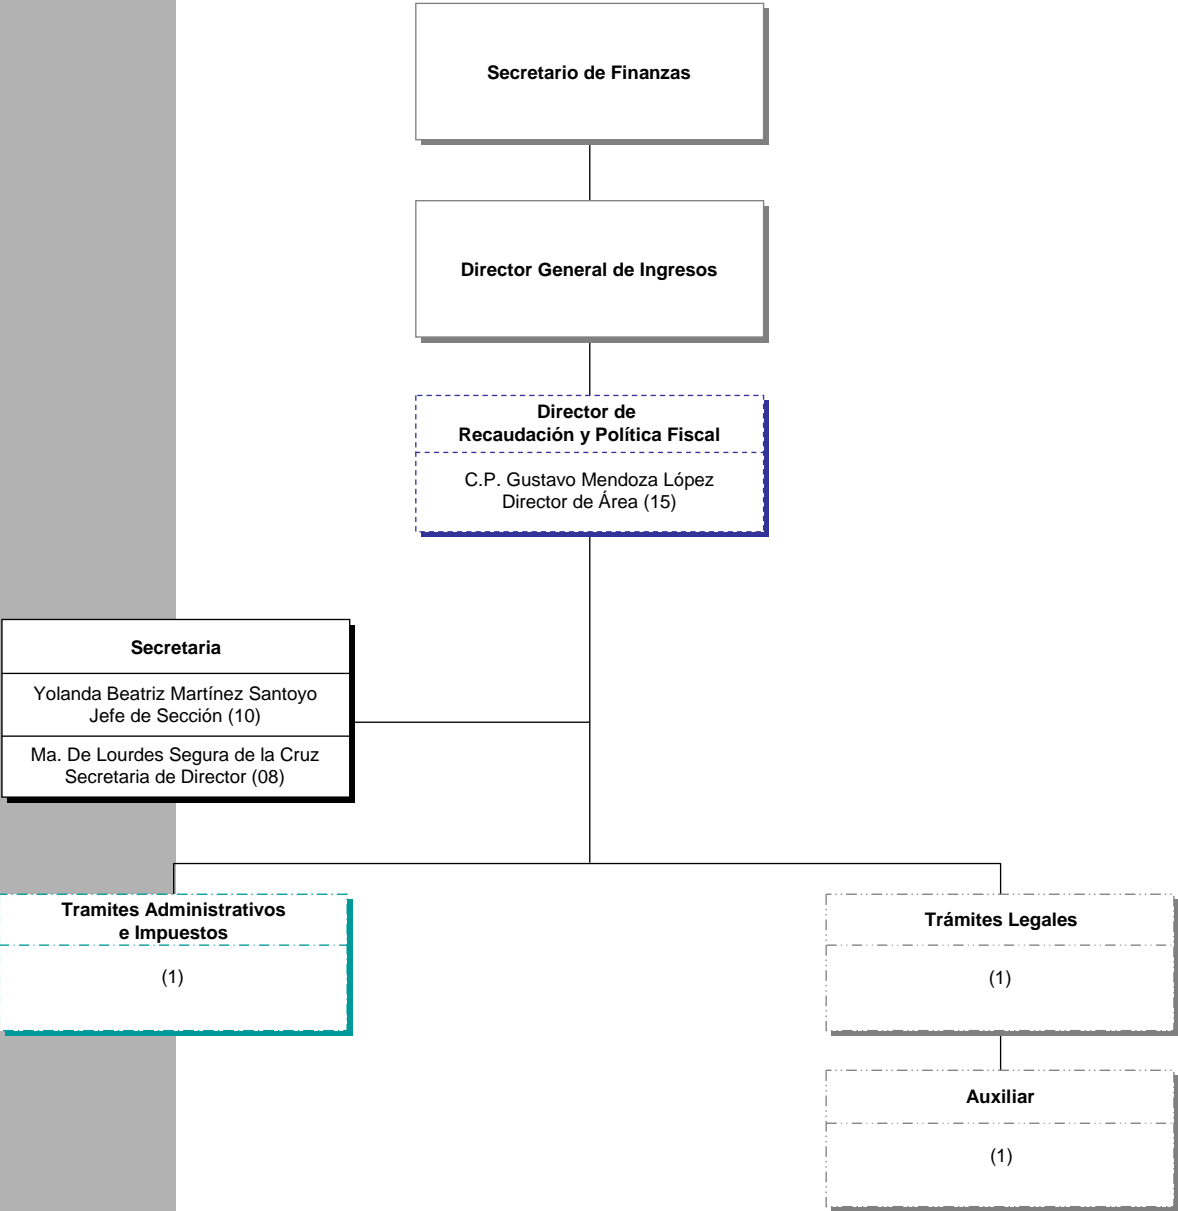 Secretario de Finanzas
Director General de Ingresos
Director de
Recaudación y Política Fiscal
C.P. Gustavo Mendoza López
Director de Área (15)
Secretaria
Yolanda Beatriz Martínez Santoyo
Jefe de Sección (10)
Ma. De Lourdes Segura de la Cruz
Secretaria de Director (08)
Tramites Administrativos
e Impuestos
(1)
Trámites Legales
(1)
Auxiliar
(1)